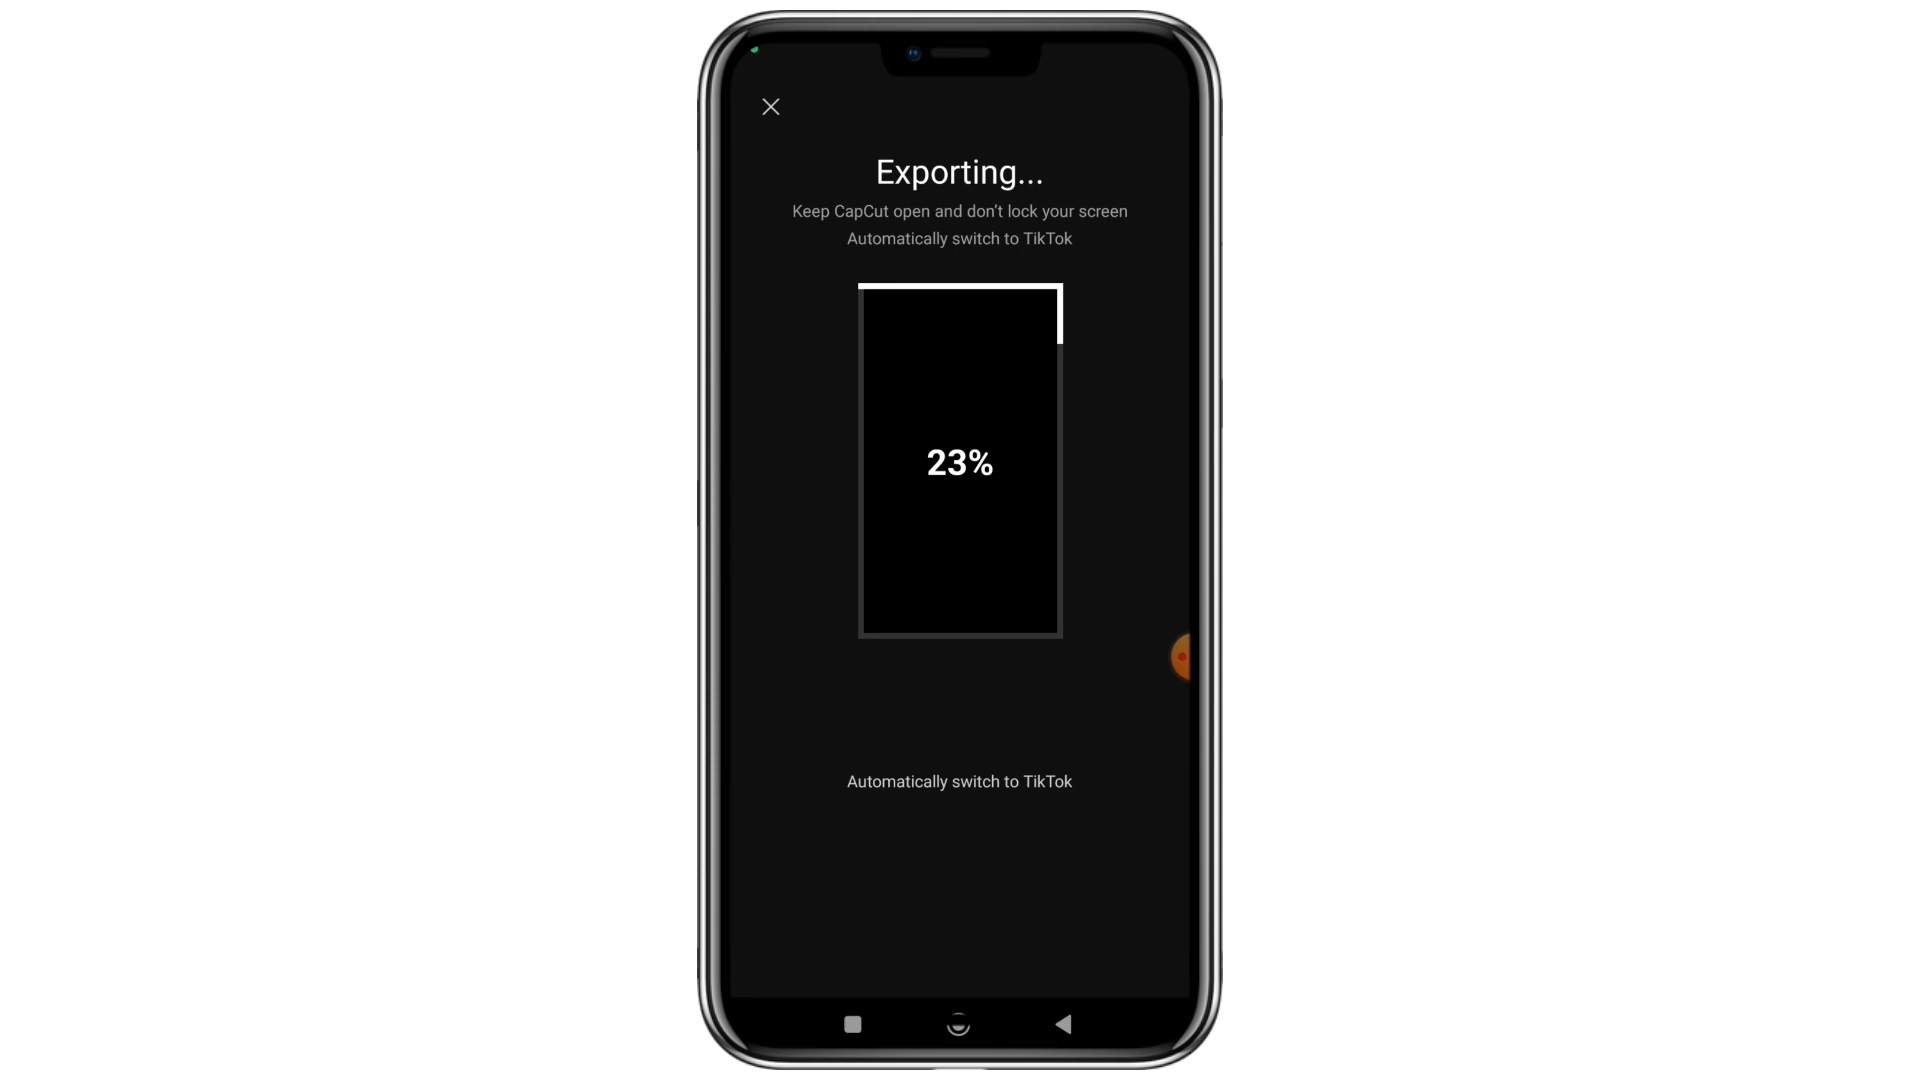 Exporting...
Keep CapCut open and don't lock your screen
Automatically switch to TikTok
23%
Automatically switch to TikTok